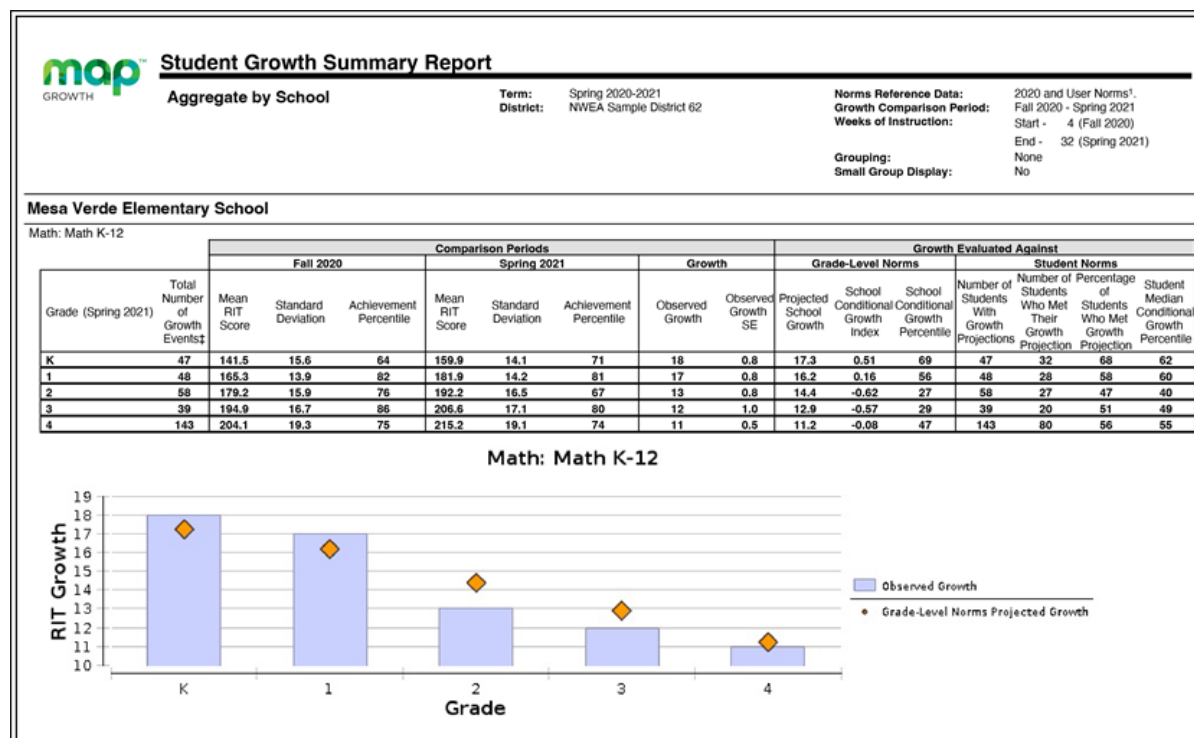 map™
GROWTH
Student Growth Summary Report
Aggregate by School
Term: Spring 2020-2021
District: NWEA Sample District 62
Norms Reference Data: 2020 and User Norms¹.
Growth Comparison Period: Fall 2020 - Spring 2021
Weeks of Instruction: Start - 4 (Fall 2020)
End - 32 (Spring 2021)
Grouping: None
Small Group Display: No
Mesa Verde Elementary School
Math: Math K-12
Comparison Periods Growth Evaluated Against
Fall 2020 Spring 2021 Growth Grade-Level Norms Student Norms
Grade (Spring 2021)
Total
Number
of
Growth
Events‡
Mean
RIT
Score
Standard
Deviation
Achievement
Percentile
Mean
RIT
Score
Standard
Deviation
Achievement
Percentile
Observed
Growth
Observed
Growth
SE
Projected
School
Growth
School
Conditional
Growth
Index
School
Conditional
Growth
Percentile
Number of
Students
With
Growth
Projections
Number of
Students
Who Met
Their
Growth
Projection
Percentage
of
Students
Who Met
Growth
Projection
Student
Median
Conditional
Growth
Percentile
K 47 141.5 15.6 64 159.9 14.1 71 18 0.8 17.3 0.51 69 47 32 68 62
1 48 165.3 13.9 82 181.9 14.2 81 17 0.8 16.2 0.16 56 48 28 58 60
2 58 179.2 15.9 76 192.2 16.5 67 13 0.8 14.4 -0.62 27 58 27 47 40
3 39 194.9 16.7 86 206.6 17.1 80 12 1.0 12.9 -0.57 29 39 20 51 49
4 143 204.1 19.3 75 215.2 19.1 74 11 0.5 11.2 -0.08 47 143 80 56 55
Math: Math K-12
RIT Growth
19
18
17
16
15
14
13
12
11
10
K 1 2 3 4
Grade
Observed Growth
Grade-Level Norms Projected Growth